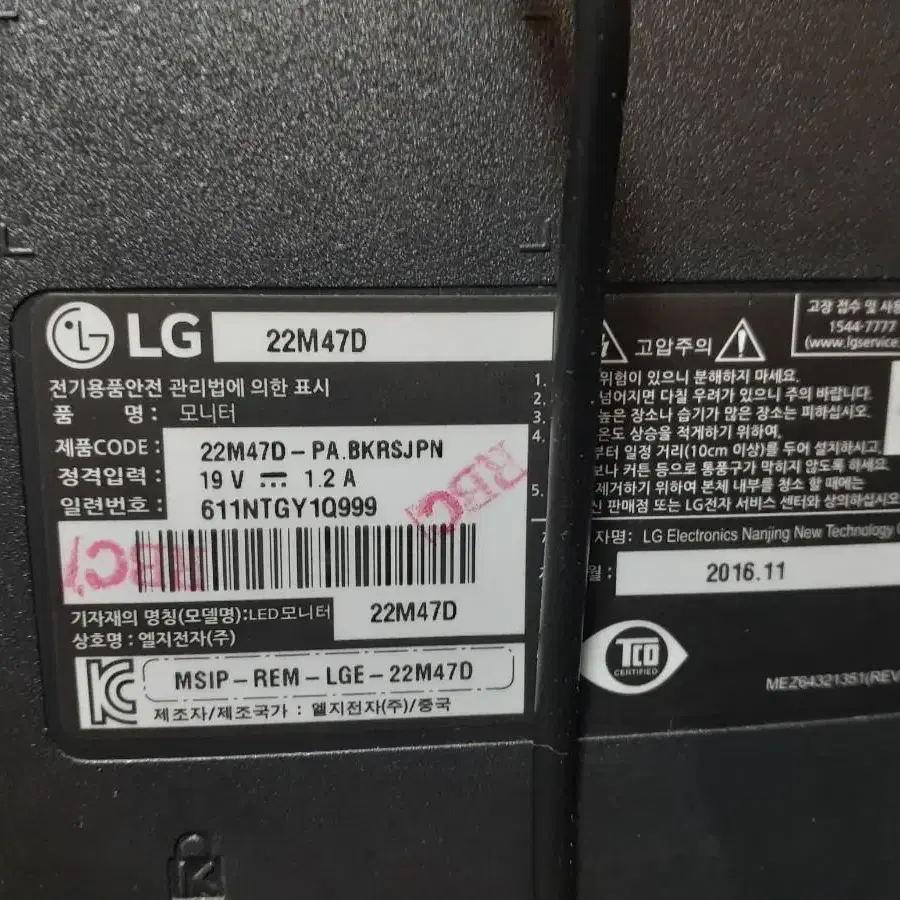 LG 22M47D
전기용품안전 관리법에 의한 표시
품 명 : 모니터
제품CODE : 22M47D-PA.BKRSJPN
정격입력 : 19 V ⎓ 1.2 A
일련번호 : 611NTGY1Q999
RBC)
RBC)
기자재의 명칭(모델명):LED모니터 22M47D
상호명 : 엘지전자(주)
MSIP-REM-LGE-22M47D
제조자/제조국가 : 엘지전자(주)/중국
고압주의
고장 접수 및
1544-7777
(www.lgservice.
1.
위험이 있으니 분해하지 마세요.
2.
넘어지면 다칠 우려가 있으니 주의 바랍니다.
3.
높은 장소나 습기가 많은 장소는 피하십시오.
4.
온도 상승을 적게하기 위하여,
부터 일정 거리(10cm 이상)를 두어 설치하시고,
보나 커튼 등으로 통풍구가 막히지 않도록 하세요.
5.
제거하기 위하여 본체 내부를 청소 할 때에는
신 판매점 또는 LG전자 서비스 센터와 상의하십시오
자명: LG Electronics Nanjing New Technology
월 : 2016.11
TCO
CERTIFIED
MEZ64321351(REV